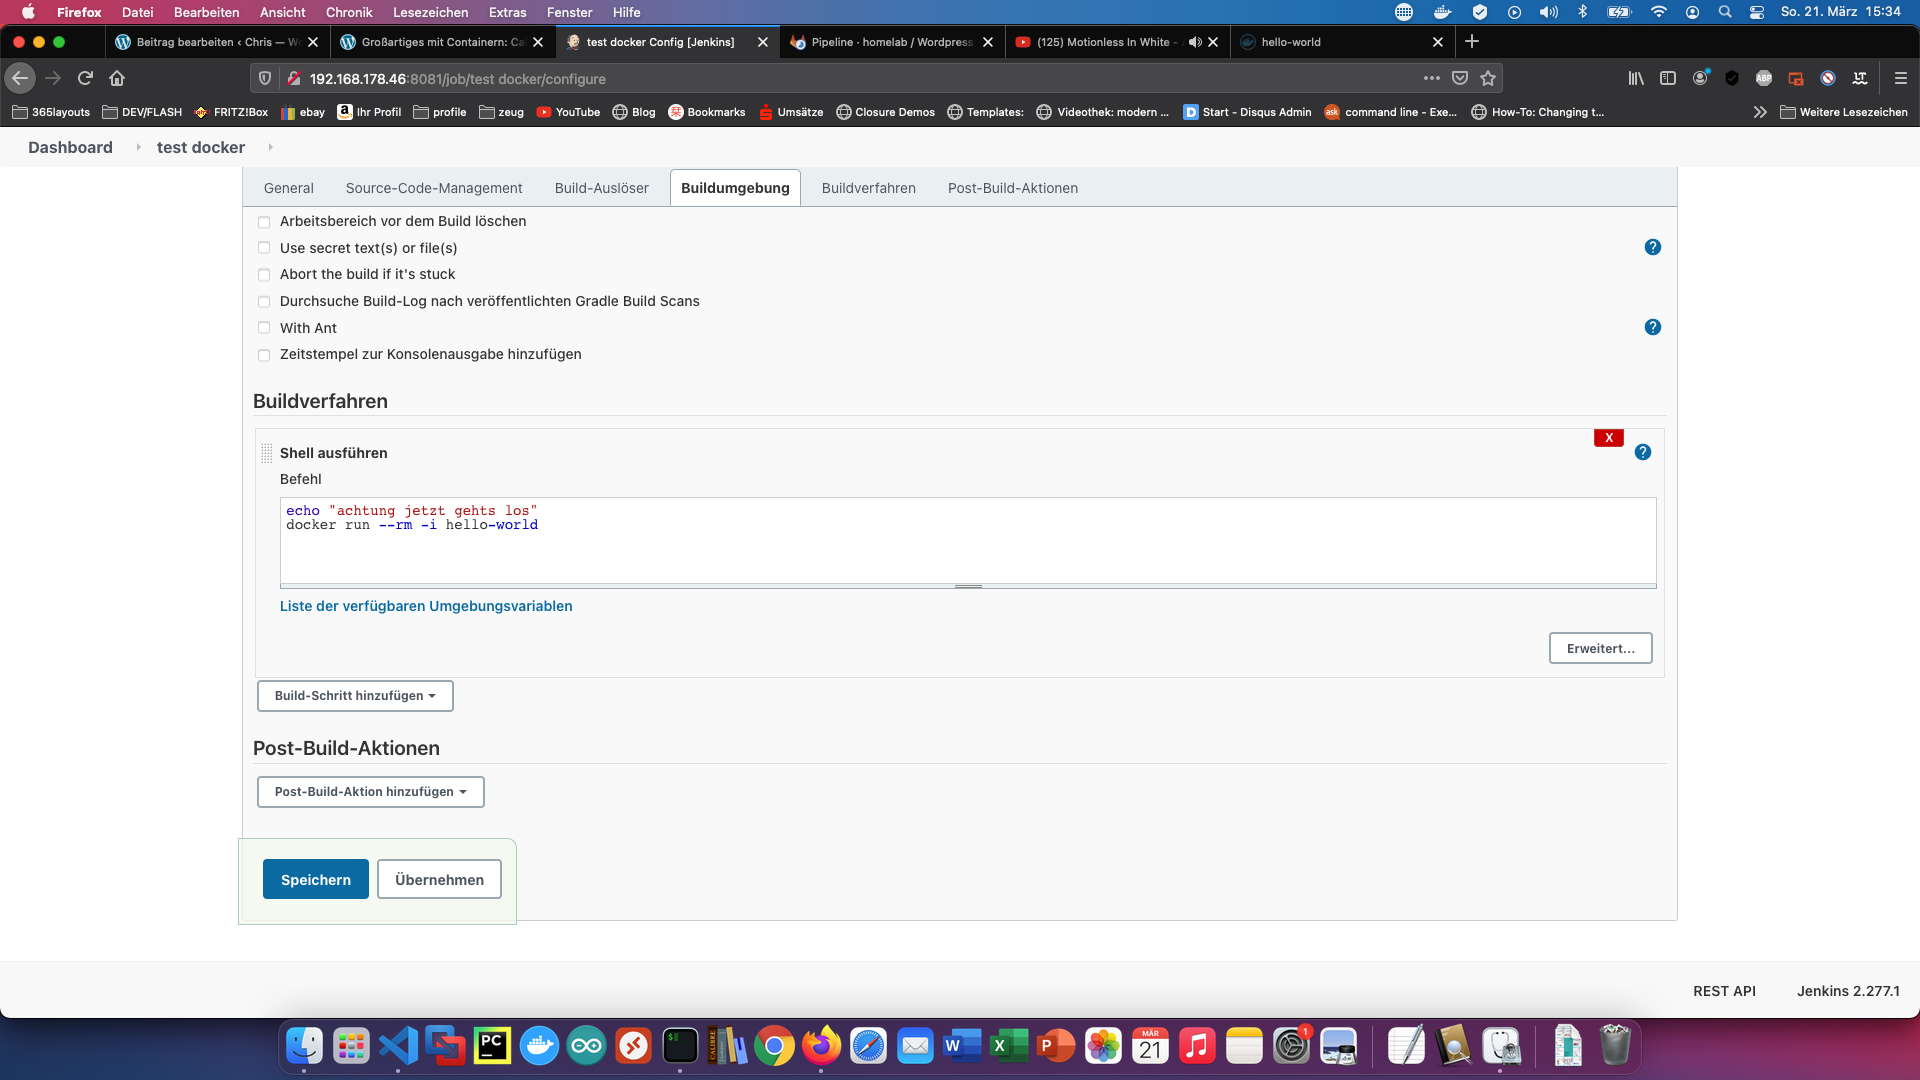 Firefox Datei Bearbeiten Ansicht Chronik Lesezeichen Extras Fenster Hilfe So. 21. März 15:34
Beitrag bearbeiten ‹ Chris — W Großartiges mit Containern: Ca test docker Config [Jenkins] Pipeline · homelab / Wordpress (125) Motionless In White - hello-world
192.168.178.46:8081/job/test docker/configure ABP
365layouts DEV/FLASH FRITZ!Box ebay Ihr Profil profile zeug YouTube Blog Bookmarks Umsätze Closure Demos Templates: Videothek: modern ... Start - Disqus Admin command line - Exe... How-To: Changing t... Weitere Lesezeichen
Dashboard test docker
General Source-Code-Management Build-Auslöser Buildumgebung Buildverfahren Post-Build-Aktionen
Arbeitsbereich vor dem Build löschen
Use secret text(s) or file(s) ?
Abort the build if it's stuck
Durchsuche Build-Log nach veröffentlichten Gradle Build Scans
With Ant ?
Zeitstempel zur Konsolenausgabe hinzufügen
Buildverfahren
X
Shell ausführen ?
Befehl
echo "achtung jetzt gehts los"
docker run --rm -i hello-world
Liste der verfügbaren Umgebungsvariablen
Erweitert...
Build-Schritt hinzufügen
Post-Build-Aktionen
Post-Build-Aktion hinzufügen
Speichern Übernehmen
REST API Jenkins 2.277.1
PC CALIBRE W X P MÄR 21 1